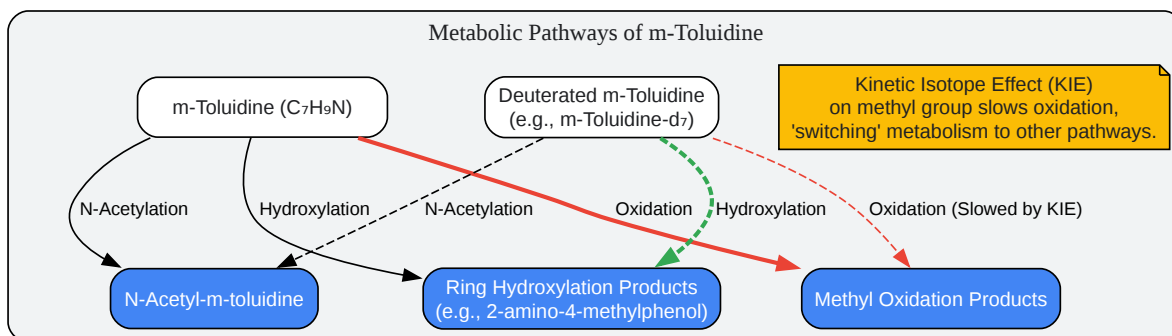 Metabolic Pathways of m-Toluidine
m-Toluidine (C₇H₉N)
Deuterated m-Toluidine
(e.g., m-Toluidine-d₇)
Kinetic Isotope Effect (KIE)
on methyl group slows oxidation,
'switching' metabolism to other pathways.
N-Acetylation
Hydroxylation
N-Acetylation
Oxidation
Hydroxylation
Oxidation (Slowed by KIE)
N-Acetyl-m-toluidine
Ring Hydroxylation Products
(e.g., 2-amino-4-methylphenol)
Methyl Oxidation Products